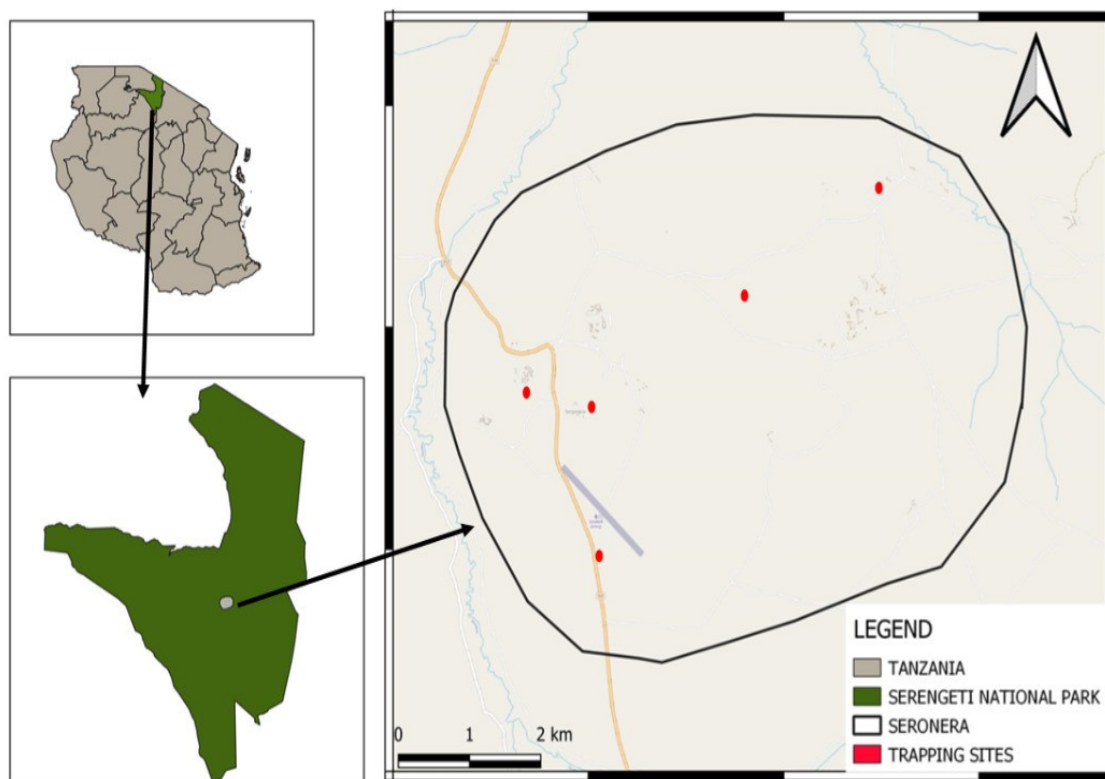 0 1 2 km
LEGEND
TANZANIA
SERENGETI NATIONAL PARK
SERONERA
TRAPPING SITES